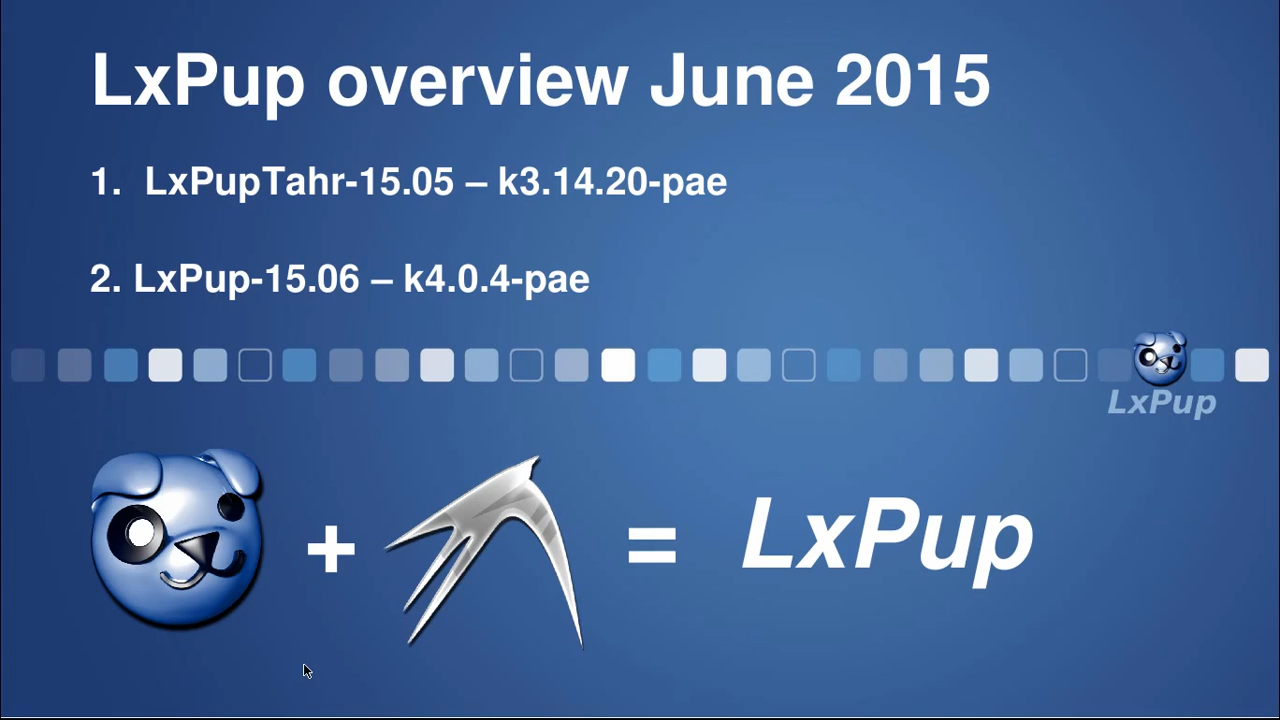 LxPup overview June 2015
1. LxPupTahr-15.05 – k3.14.20-pae
2. LxPup-15.06 – k4.0.4-pae
LxPup
+ = LxPup